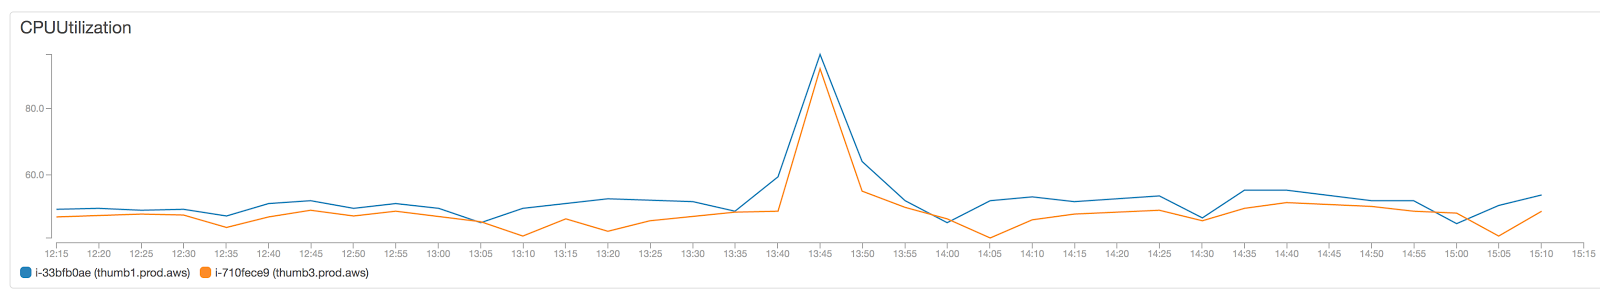 CPUUtilization
80.0
60.0
12:15 12:20 12:25 12:30 12:35 12:40 12:45 12:50 12:55 13:00 13:05 13:10 13:15 13:20 13:25 13:30 13:35 13:40 13:45 13:50 13:55 14:00 14:05 14:10 14:15 14:20 14:25 14:30 14:35 14:40 14:45 14:50 14:55 15:00 15:05 15:10 15:15
i-33bfb0ae (thumb1.prod.aws) i-710fece9 (thumb3.prod.aws)